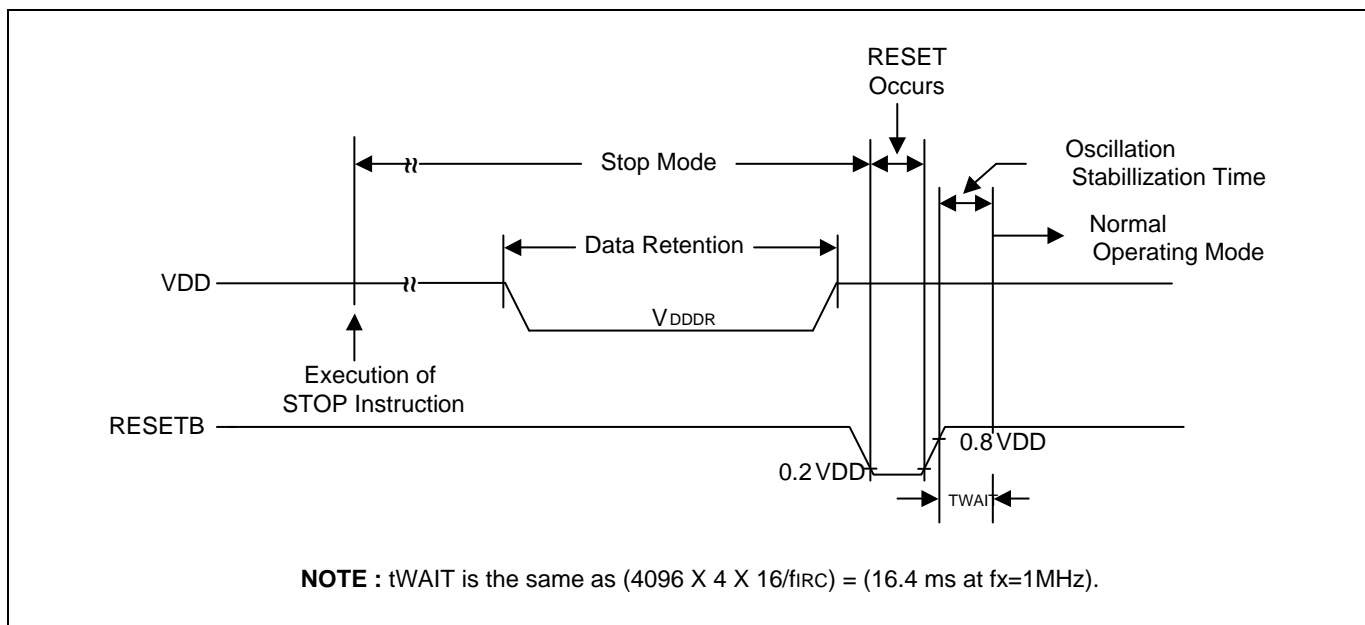 RESET
Occurs
Stop Mode
Oscillation
Stabillization Time
Data Retention
Normal
Operating Mode
VDD
VDDDR
Execution of
STOP Instruction
RESETB
0.8 VDD
0.2 VDD
TWAIT
NOTE : tWAIT is the same as (4096 X 4 X 16/fIRC) = (16.4 ms at fx=1MHz).